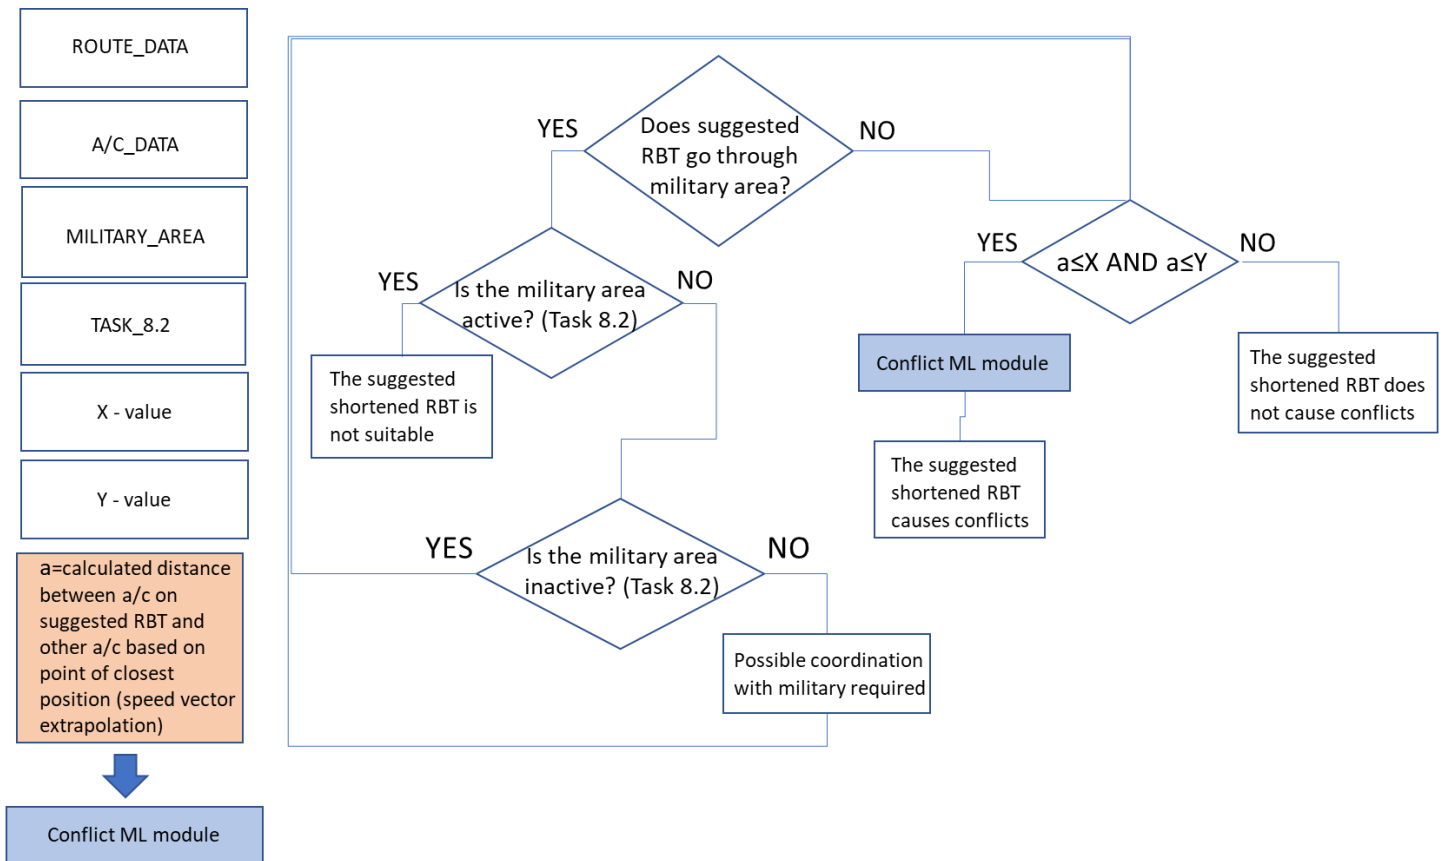 ROUTE_DATA
A/C_DATA
MILITARY_AREA
TASK_8.2
X - value
Y - value
a=calculated distance
between a/c on
suggested RBT and
other a/c based on
point of closest
position (speed vector
extrapolation)
Conflict ML module
YES
Does suggested
RBT go through
military area?
NO
YES
Is the military area
active? (Task 8.2)
NO
The suggested
shortened RBT is
not suitable
YES
Is the military area
inactive? (Task 8.2)
NO
Possible coordination
with military required
YES
a≤X AND a≤Y
NO
Conflict ML module
The suggested
shortened RBT
causes conflicts
The suggested
shortened RBT does
not cause conflicts